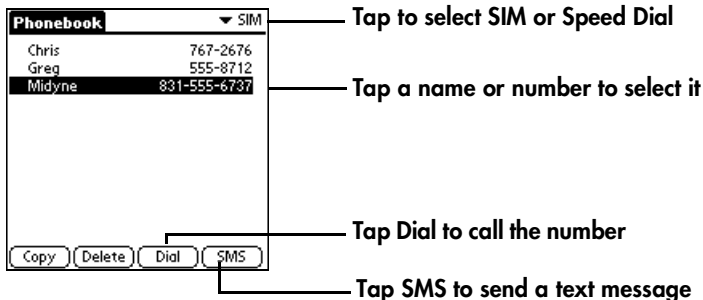 Phonebook SIM Tap to select SIM or Speed Dial
Chris 767-2676
Greg 555-8712
Midyne 831-555-6737 Tap a name or number to select it
Tap Dial to call the number
Copy Delete Dial SMS
Tap SMS to send a text message